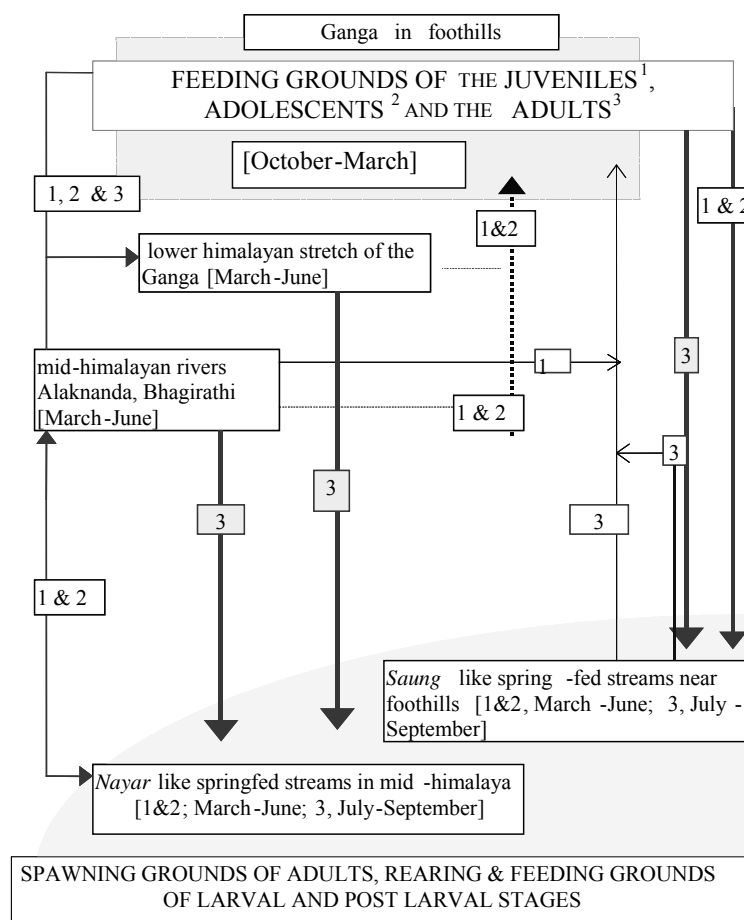 Ganga in foothills
FEEDING GROUNDS OF THE JUVENILES¹,
ADOLESCENTS ² AND THE ADULTS³
[October-March]
1, 2 & 3
1&2
1 & 2
lower himalayan stretch of the
Ganga [March-June]
mid-himalayan rivers
Alaknanda, Bhagirathi
[March-June]
1
3
1 & 2
3
3
3
3
1 & 2
Saung like spring -fed streams near
foothills [1&2, March -June; 3, July -
September]
Nayar like springfed streams in mid -himalaya
[1&2; March-June; 3, July-September]
SPAWNING GROUNDS OF ADULTS, REARING & FEEDING GROUNDS
OF LARVAL AND POST LARVAL STAGES